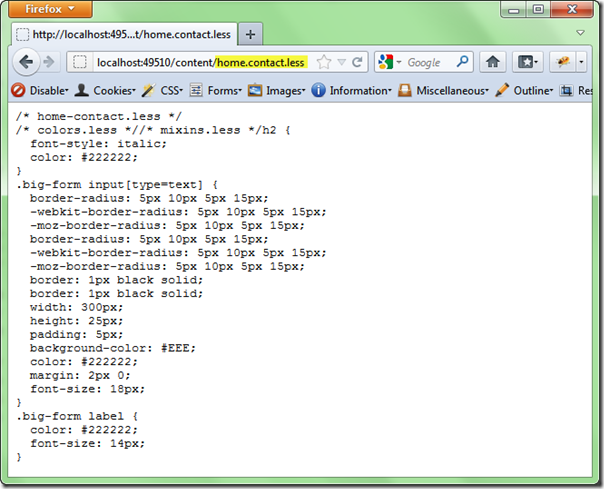 Firefox
http://localhost:495...t/home.contact.less
localhost:49510/content/home.contact.less
Google
Disable Cookies CSS Forms Images Information Miscellaneous Outline Res
/* home-contact.less */
/* colors.less *//* mixins.less */h2 {
font-style: italic;
color: #222222;
}
.big-form input[type=text] {
border-radius: 5px 10px 5px 15px;
-webkit-border-radius: 5px 10px 5px 15px;
-moz-border-radius: 5px 10px 5px 15px;
border-radius: 5px 10px 5px 15px;
-webkit-border-radius: 5px 10px 5px 15px;
-moz-border-radius: 5px 10px 5px 15px;
border: 1px black solid;
border: 1px black solid;
width: 300px;
height: 25px;
padding: 5px;
background-color: #EEE;
color: #222222;
margin: 2px 0;
font-size: 18px;
}
.big-form label {
color: #222222;
font-size: 14px;
}